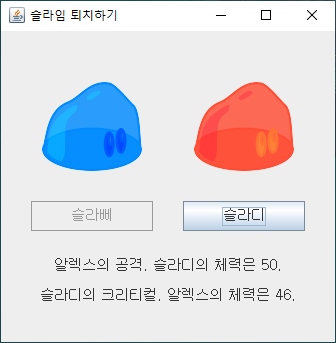 슬라임 퇴치하기
슬라삐
슬라디
알렉스의 공격. 슬라디의 체력은 50.
슬라디의 크리티컬. 알렉스의 체력은 46.